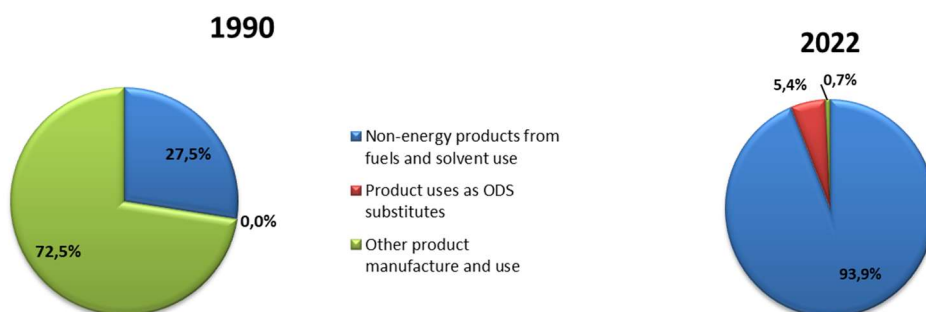 1990
27,5%
0,0%
72,5%
Non-energy products from
fuels and solvent use
Product uses as ODS
substitutes
Other product
manufacture and use
2022
5,4%
0,7%
93,9%